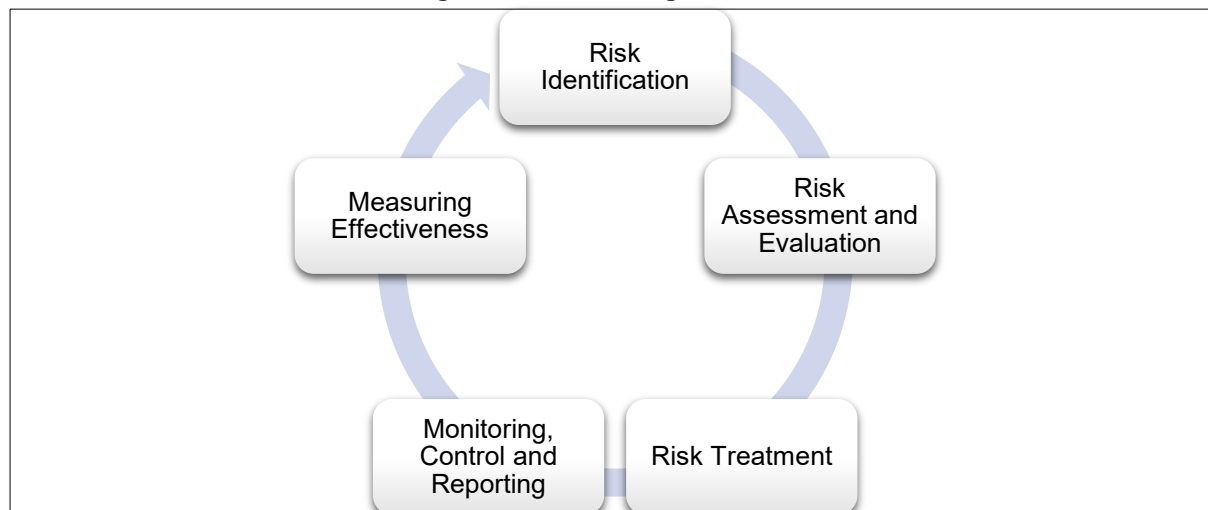 Risk
Identification
Risk
Assessment and
Evaluation
Risk Treatment
Monitoring,
Control and
Reporting
Measuring
Effectiveness